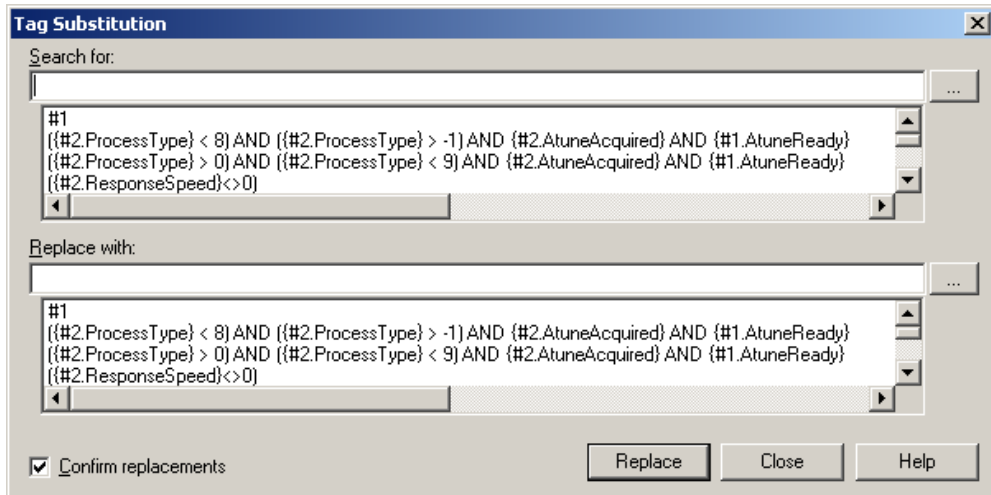 Tag Substitution
Search for:
...
#1
({#2.ProcessType} < 8) AND ({#2.ProcessType} > -1) AND {#2.AtuneAcquired} AND {#1.AtuneReady}
({#2.ProcessType} > 0) AND ({#2.ProcessType} < 9) AND {#2.AtuneAcquired} AND {#1.AtuneReady}
({#2.ResponseSpeed}<>0)
Replace with:
...
#1
({#2.ProcessType} < 8) AND ({#2.ProcessType} > -1) AND {#2.AtuneAcquired} AND {#1.AtuneReady}
({#2.ProcessType} > 0) AND ({#2.ProcessType} < 9) AND {#2.AtuneAcquired} AND {#1.AtuneReady}
({#2.ResponseSpeed}<>0)
Confirm replacements
Replace
Close
Help